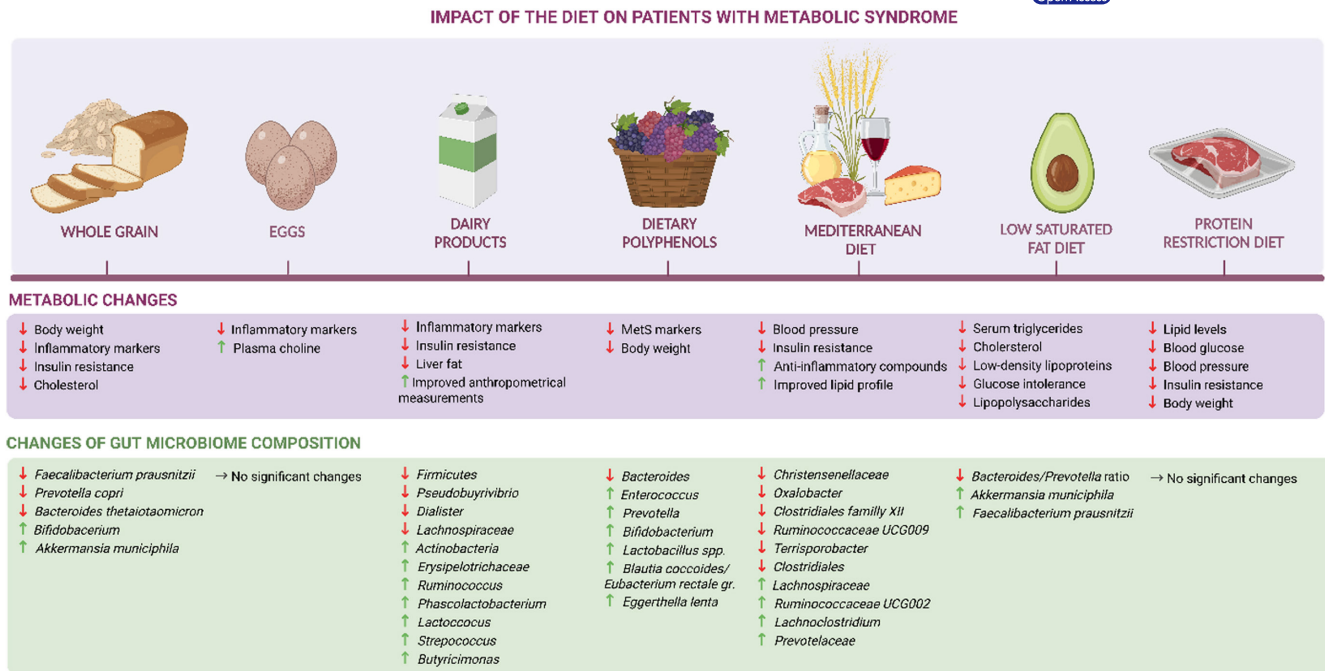 OpenAccess
IMPACT OF THE DIET ON PATIENTS WITH METABOLIC SYNDROME
WHOLE GRAIN
EGGS
DAIRY
PRODUCTS
DIETARY
POLYPHENOLS
MEDITERRANEAN
DIET
LOW SATURATED
FAT DIET
PROTEIN
RESTRICTION DIET
METABOLIC CHANGES
↓ Body weight
↓ Inflammatory markers
↓ Insulin resistance
↓ Cholesterol
↓ Inflammatory markers
↑ Plasma choline
↓ Inflammatory markers
↓ Insulin resistance
↓ Liver fat
↑ Improved anthropometrical
measurements
↓ MetS markers
↓ Body weight
↓ Blood pressure
↓ Insulin resistance
↑ Anti-inflammatory compounds
↑ Improved lipid profile
↓ Serum triglycerides
↓ Cholersterol
↓ Low-density lipoproteins
↓ Glucose intolerance
↓ Lipopolysaccharides
↓ Lipid levels
↓ Blood glucose
↓ Blood pressure
↓ Insulin resistance
↓ Body weight
CHANGES OF GUT MICROBIOME COMPOSITION
↓ Faecalibacterium prausnitzii
↓ Prevotella copri
↓ Bacteroides thetaiotaomicron
↑ Bifidobacerium
↑ Akkermansia municiphila
→ No significant changes
↓ Firmicutes
↓ Pseudobuyrivibrio
↓ Dialister
↓ Lachnospiraceae
↑ Actinobacteria
↑ Erysipelotrichaceae
↑ Ruminococcus
↑ Phascolactobacterium
↑ Lactoccocus
↑ Strepococcus
↑ Butyricimonas
↓ Bacteroides
↑ Enterococcus
↑ Prevotella
↑ Bifidobacterium
↑ Lactobacillus spp.
↑ Blautia coccoides/
Eubacterium rectale gr.
↑ Eggerthella lenta
↓ Christensenellaceae
↓ Oxalobacter
↓ Clostridiales familly XII
↓ Ruminococcaceae UCG009
↓ Terrisporobacter
↓ Clostridiales
↑ Lachnospiraceae
↑ Ruminococcaceae UCG002
↑ Lachnoclostridium
↑ Prevotelaceae
↓ Bacteroides/Prevotella ratio
↑ Akkermansia municiphila
↑ Faecalibacterium prausnitzii
→ No significant changes